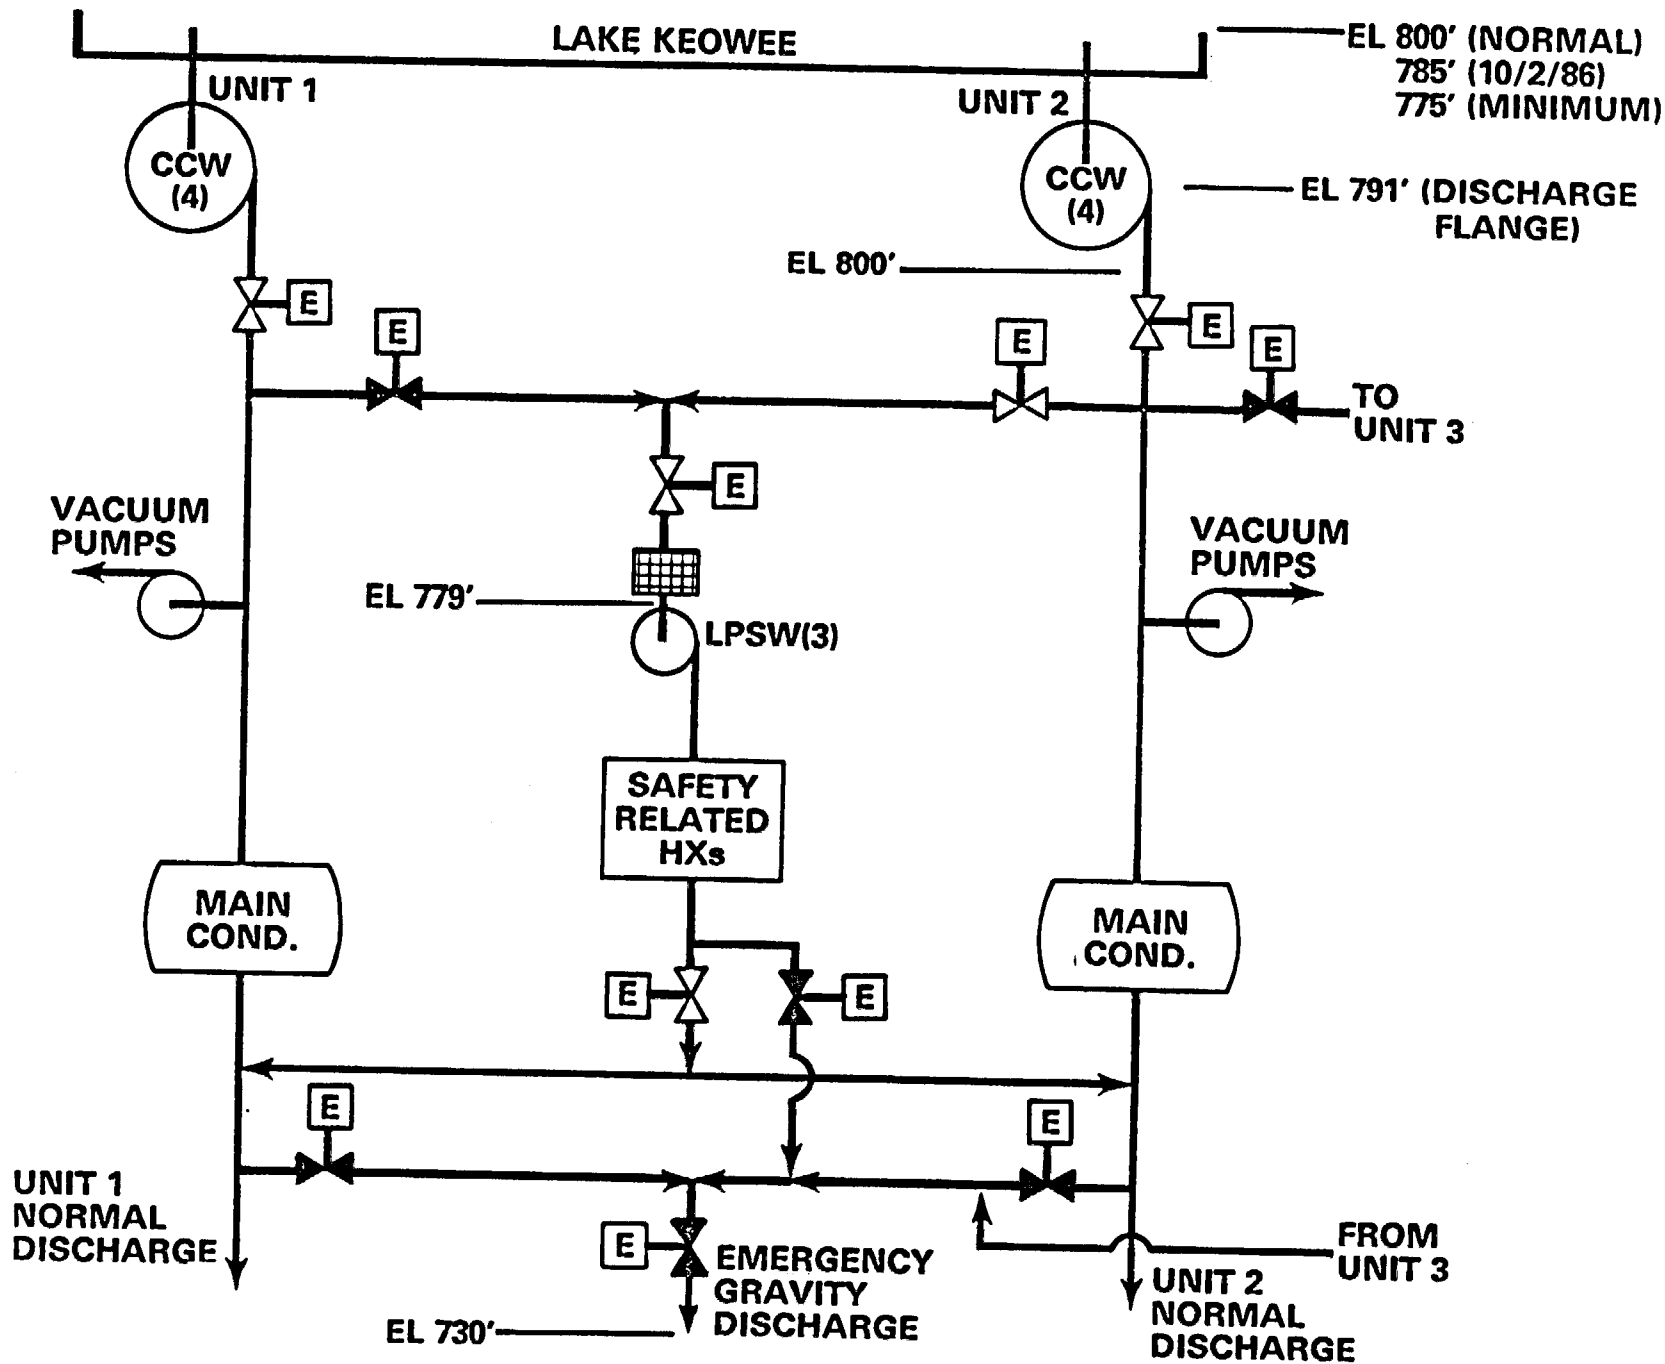 LAKE KEOWEE
EL 800' (NORMAL)
785' (10/2/86)
775' (MINIMUM)
UNIT 1
UNIT 2
CCW
(4)
CCW
(4)
EL 791' (DISCHARGE
FLANGE)
EL 800'
E
E
E
E
E
TO
UNIT 3
E
VACUUM
PUMPS
VACUUM
PUMPS
EL 779'
LPSW(3)
SAFETY
RELATED
HXs
MAIN
COND.
MAIN
COND.
E
E
E
E
UNIT 1
NORMAL
DISCHARGE
E
EMERGENCY
GRAVITY
DISCHARGE
FROM
UNIT 3
UNIT 2
NORMAL
DISCHARGE
EL 730'